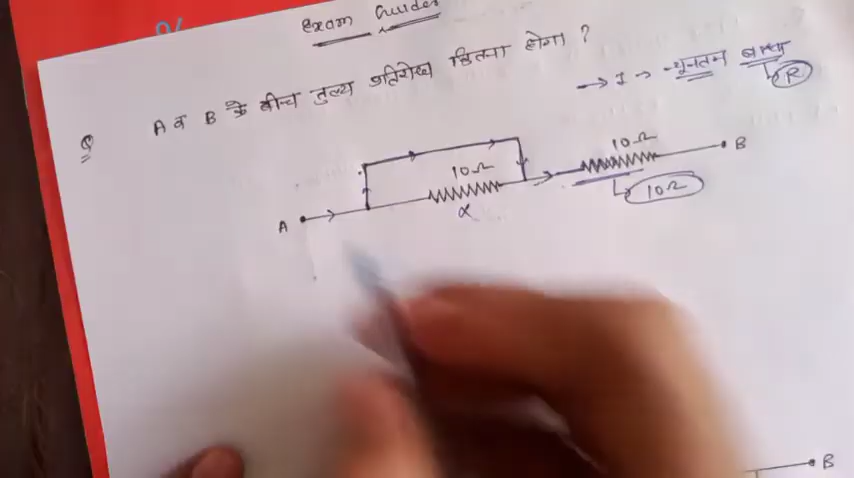 Exam Guider
A व B के बीच तुल्य प्रतिरोध कितना होगा ?
→ I → न्यूनतम बाधा
R
Q
10Ω
10Ω
B
A
α
10Ω
B